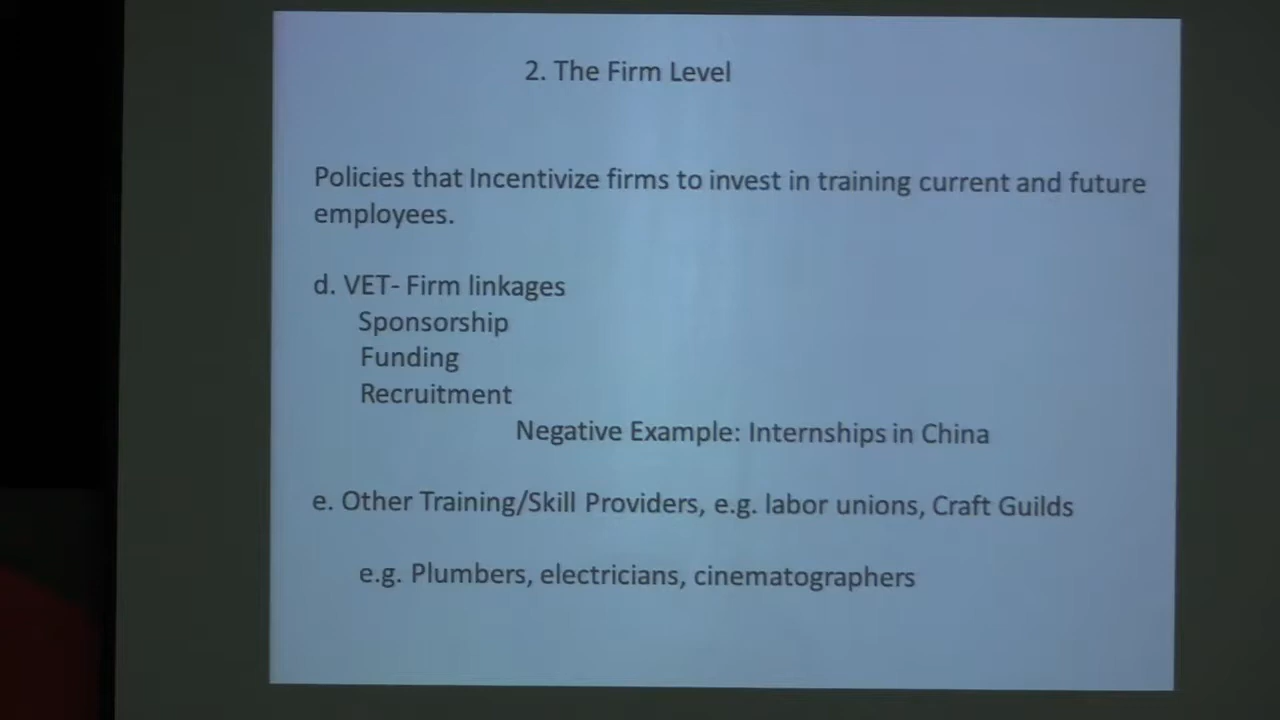 2. The Firm Level
Policies that Incentivize firms to invest in training current and future
employees.
d. VET- Firm linkages
Sponsorship
Funding
Recruitment
Negative Example: Internships in China
e. Other Training/Skill Providers, e.g. labor unions, Craft Guilds
e.g. Plumbers, electricians, cinematographers